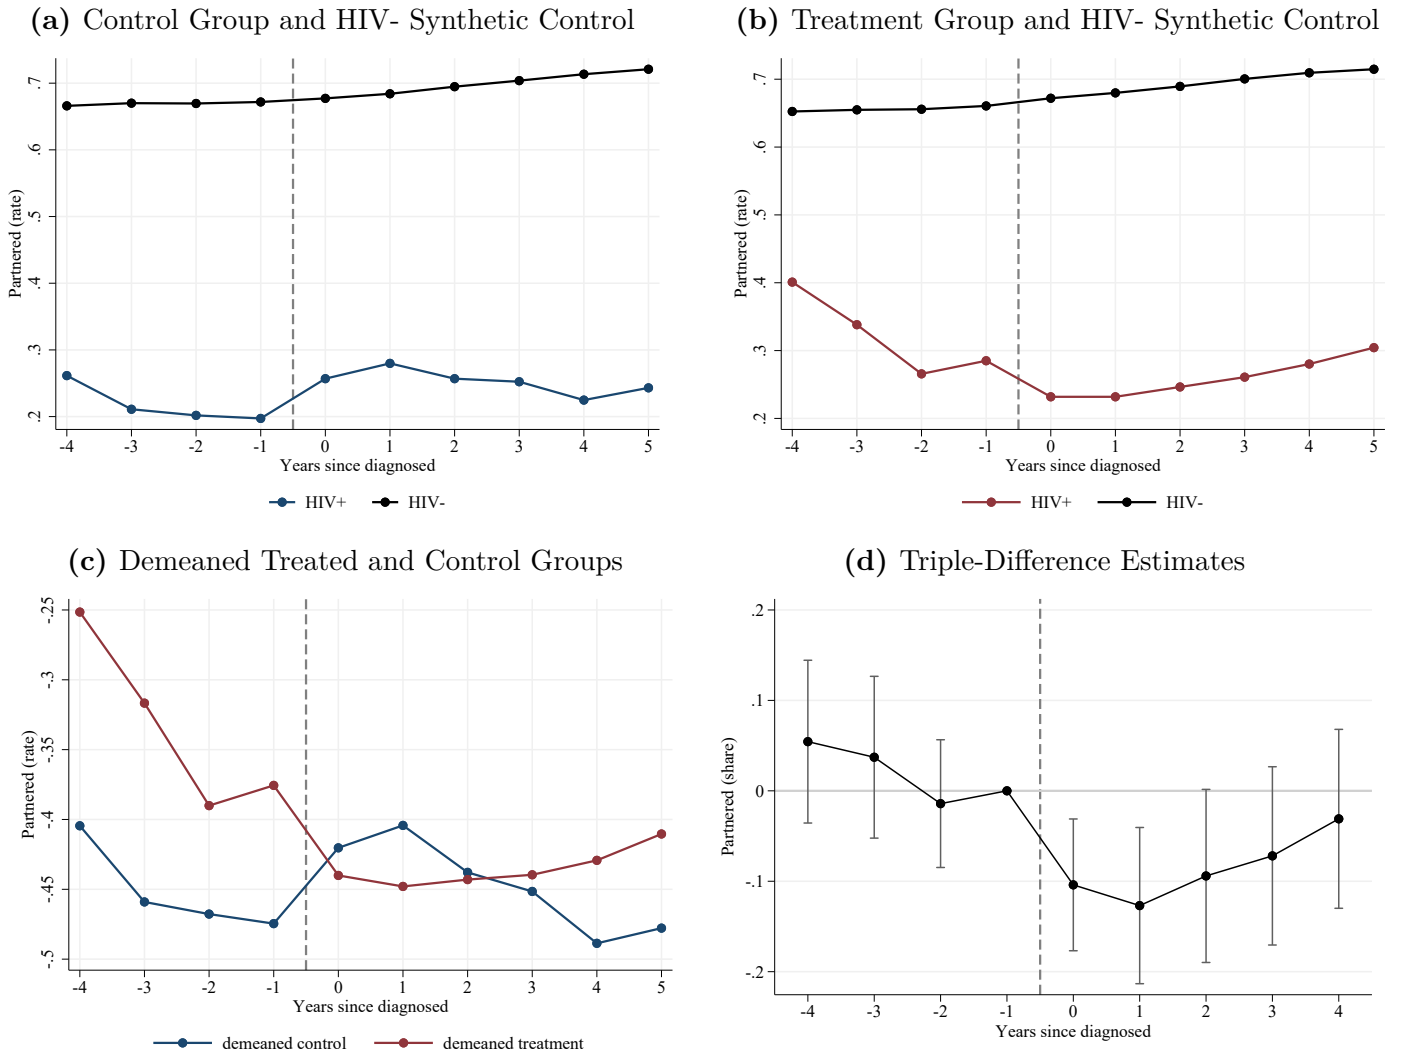 (a) Control Group and HIV- Synthetic Control
Partnered (rate)
.7
.6
.5
.4
.3
.2
-4 -3 -2 -1 0 1 2 3 4 5
Years since diagnosed
HIV+ HIV-
(b) Treatment Group and HIV- Synthetic Control
Partnered (rate)
.7
.6
.5
.4
.3
.2
-4 -3 -2 -1 0 1 2 3 4 5
Years since diagnosed
HIV+ HIV-
(c) Demeaned Treated and Control Groups
Partnered (rate)
-.25
-.3
-.35
-.4
-.45
-.5
-4 -3 -2 -1 0 1 2 3 4 5
Years since diagnosed
demeaned control demeaned treatment
(d) Triple-Difference Estimates
Partnered (share)
.2
.1
0
-.1
-.2
-4 -3 -2 -1 0 1 2 3 4
Years since diagnosed